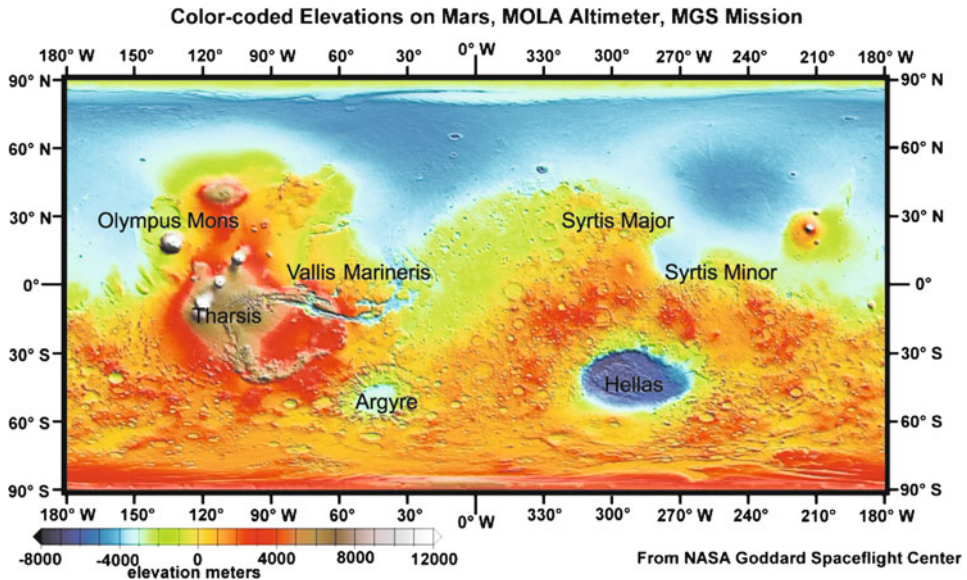 Color-coded Elevations on Mars, MOLA Altimeter, MGS Mission
180° W 150° W 120° W 90° W 60° W 30° W 0° W 330° W 300° W 270° W 240° W 210° W 180° W
90° N 90° N
60° N 60° N
30° N Olympus Mons Syrtis Major 30° N
Vallis Marineris Syrtis Minor
0° 0°
Tharsis
30° S 30° S
Hellas
Argyre
60° S 60° S
90° S 90° S
180° W 150° W 120° W 90° W 60° W 30° W 0° W 330° W 300° W 270° W 240° W 210° W 180° W
-8000 -4000 0 4000 8000 12000
elevation meters
From NASA Goddard Spaceflight Center